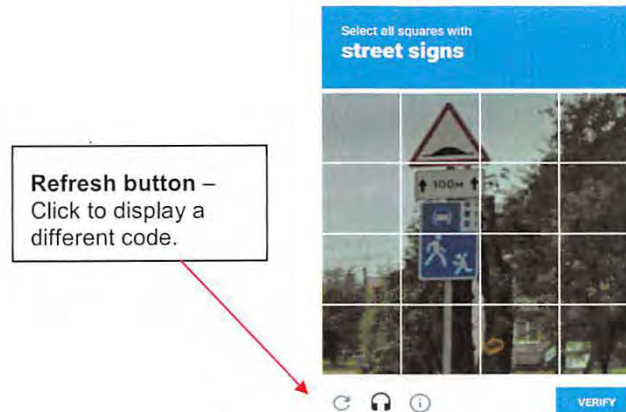 Select all squares with
street signs
Refresh button –
Click to display a
different code.
100м
VERIFY